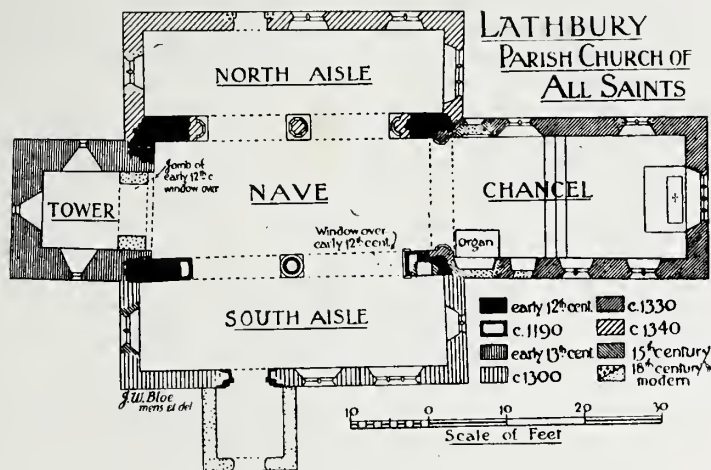 LATHBURY
PARISH CHURCH OF
ALL SAINTS
NORTH AISLE
Jamb of
early 12th c
window over
TOWER
NAVE
CHANCEL
Window over
early 12th cent.
Organ
SOUTH AISLE
early 12th cent.
c.1190
early 13th cent.
c1300
c.1330
c.1340
15th century
18th century &
modern
J.W. Bloe
mens et del
10 0 10 20 30
Scale of Feet